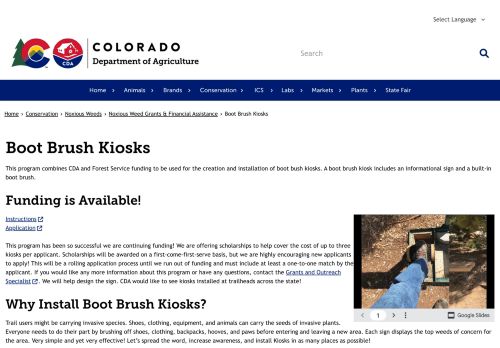 Select Language
COLORADO
Department of Agriculture
CDA
Search
Home
Animals
Brands
Conservation
ICS
Labs
Markets
Plants
State Fair
Home › Conservation › Noxious Weeds › Noxious Weed Grants & Financial Assistance › Boot Brush Kiosks
Boot Brush Kiosks
This program combines CDA and Forest Service funding to be used for the creation and installation of boot bush kiosks. A boot brush kiosk includes an informational sign and a built-in
boot brush.
Funding is Available!
Instructions
Application
This program has been so successful we are continuing funding! We are offering scholarships to help cover the cost of up to three
kiosks per applicant. Scholarships will be awarded on a first-come-first-serve basis, but we are highly encouraging new applicants
to apply! This will be a rolling application process until we run out of funding and must include at least a one-to-one match by the
applicant. If you would like any more information about this program or have any questions, contact the Grants and Outreach
Specialist . We will help design the sign. CDA would like to see kiosks installed at trailheads across the state!
1
Google Slides
Why Install Boot Brush Kiosks?
Trail users might be carrying invasive species. Shoes, clothing, equipment, and animals can carry the seeds of invasive plants.
Everyone needs to do their part by brushing off shoes, clothing, backpacks, hooves, and paws before entering and leaving a new area. Each sign displays the top weeds of concern for
the area. Very simple and yet very effective! Let's spread the word, increase awareness, and install Kiosks in as many places as possible!